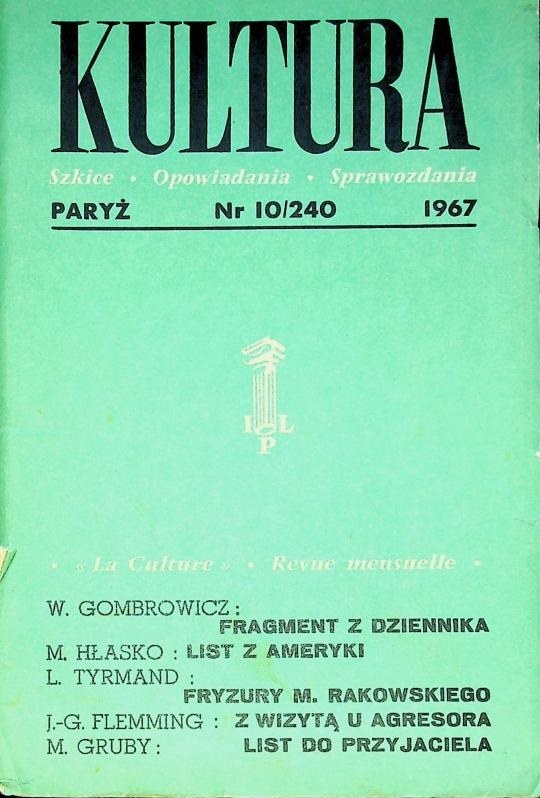 KULTURA
Szkice • Opowiadania • Sprawozdania
PARYŻ Nr 10/240 1967
I L
P
• «La Culture» • Revue mensuelle •
W. GOMBROWICZ:
FRAGMENT Z DZIENNIKA
M. HŁASKO : LIST Z AMERYKI
L. TYRMAND :
FRYZURY M. RAKOWSKIEGO
J.-G. FLEMMING : Z WIZYTĄ U AGRESORA
M. GRUBY: LIST DO PRZYJACIELA